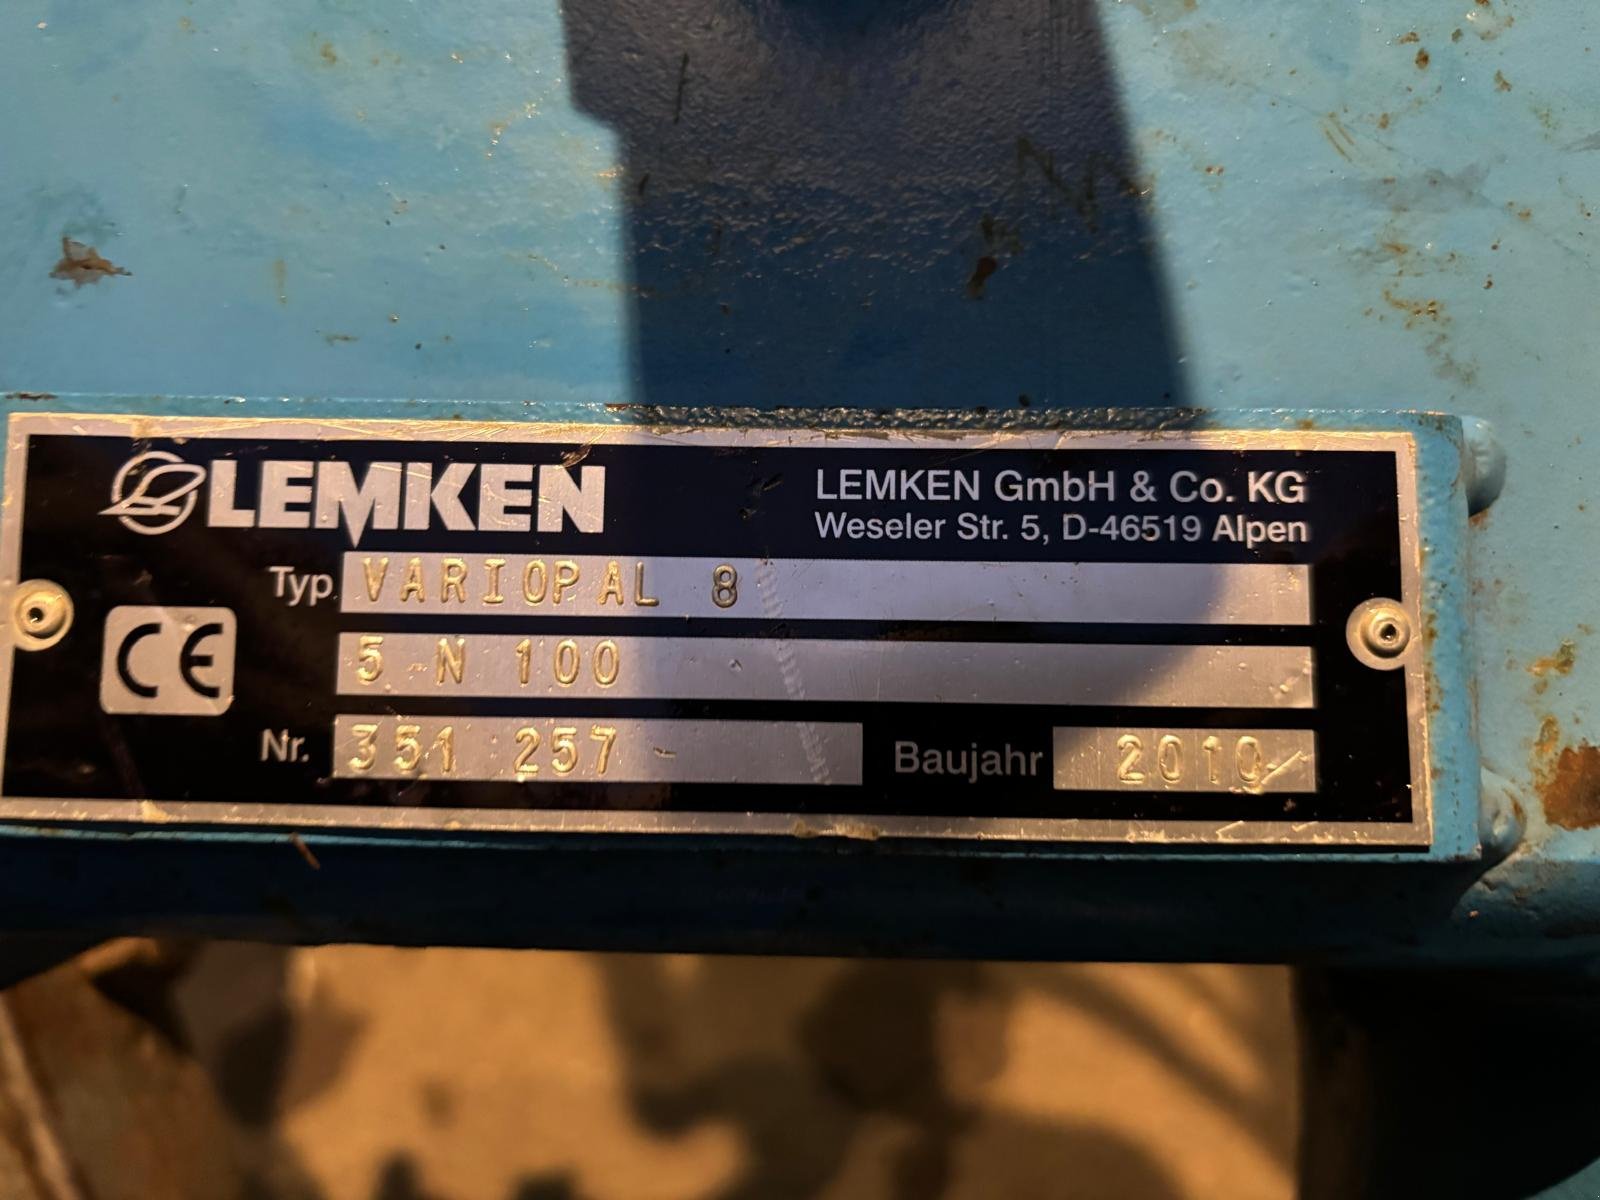 LEMKEN
LEMKEN GmbH & Co. KG
Weseler Str. 5, D-46519 Alpen
Typ VARIOPAL 8
CE
5 N 100
Nr. 351 257
Baujahr 2010